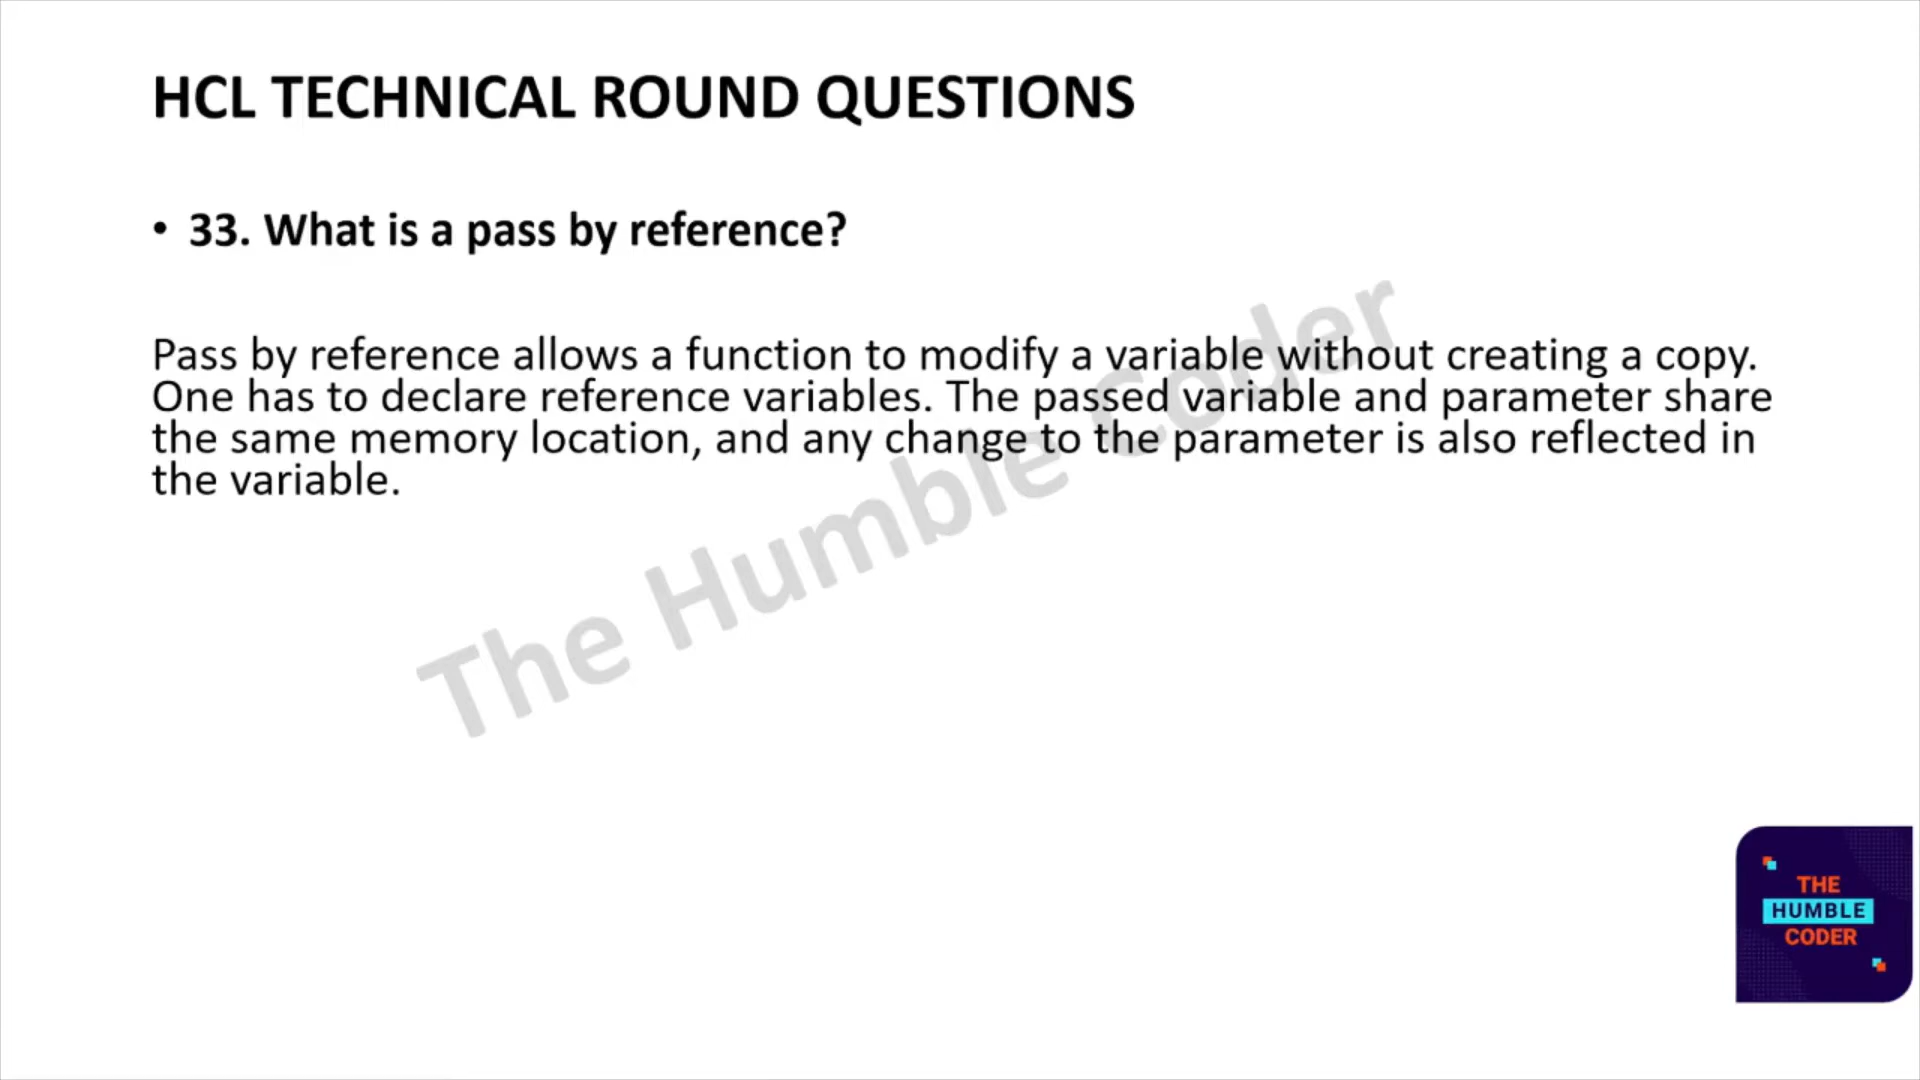 HCL TECHNICAL ROUND QUESTIONS
• 33. What is a pass by reference?
Pass by reference allows a function to modify a variable without creating a copy.
One has to declare reference variables. The passed variable and parameter share
the same memory location, and any change to the parameter is also reflected in
the variable.
The Humble Coder
THE
HUMBLE
CODER